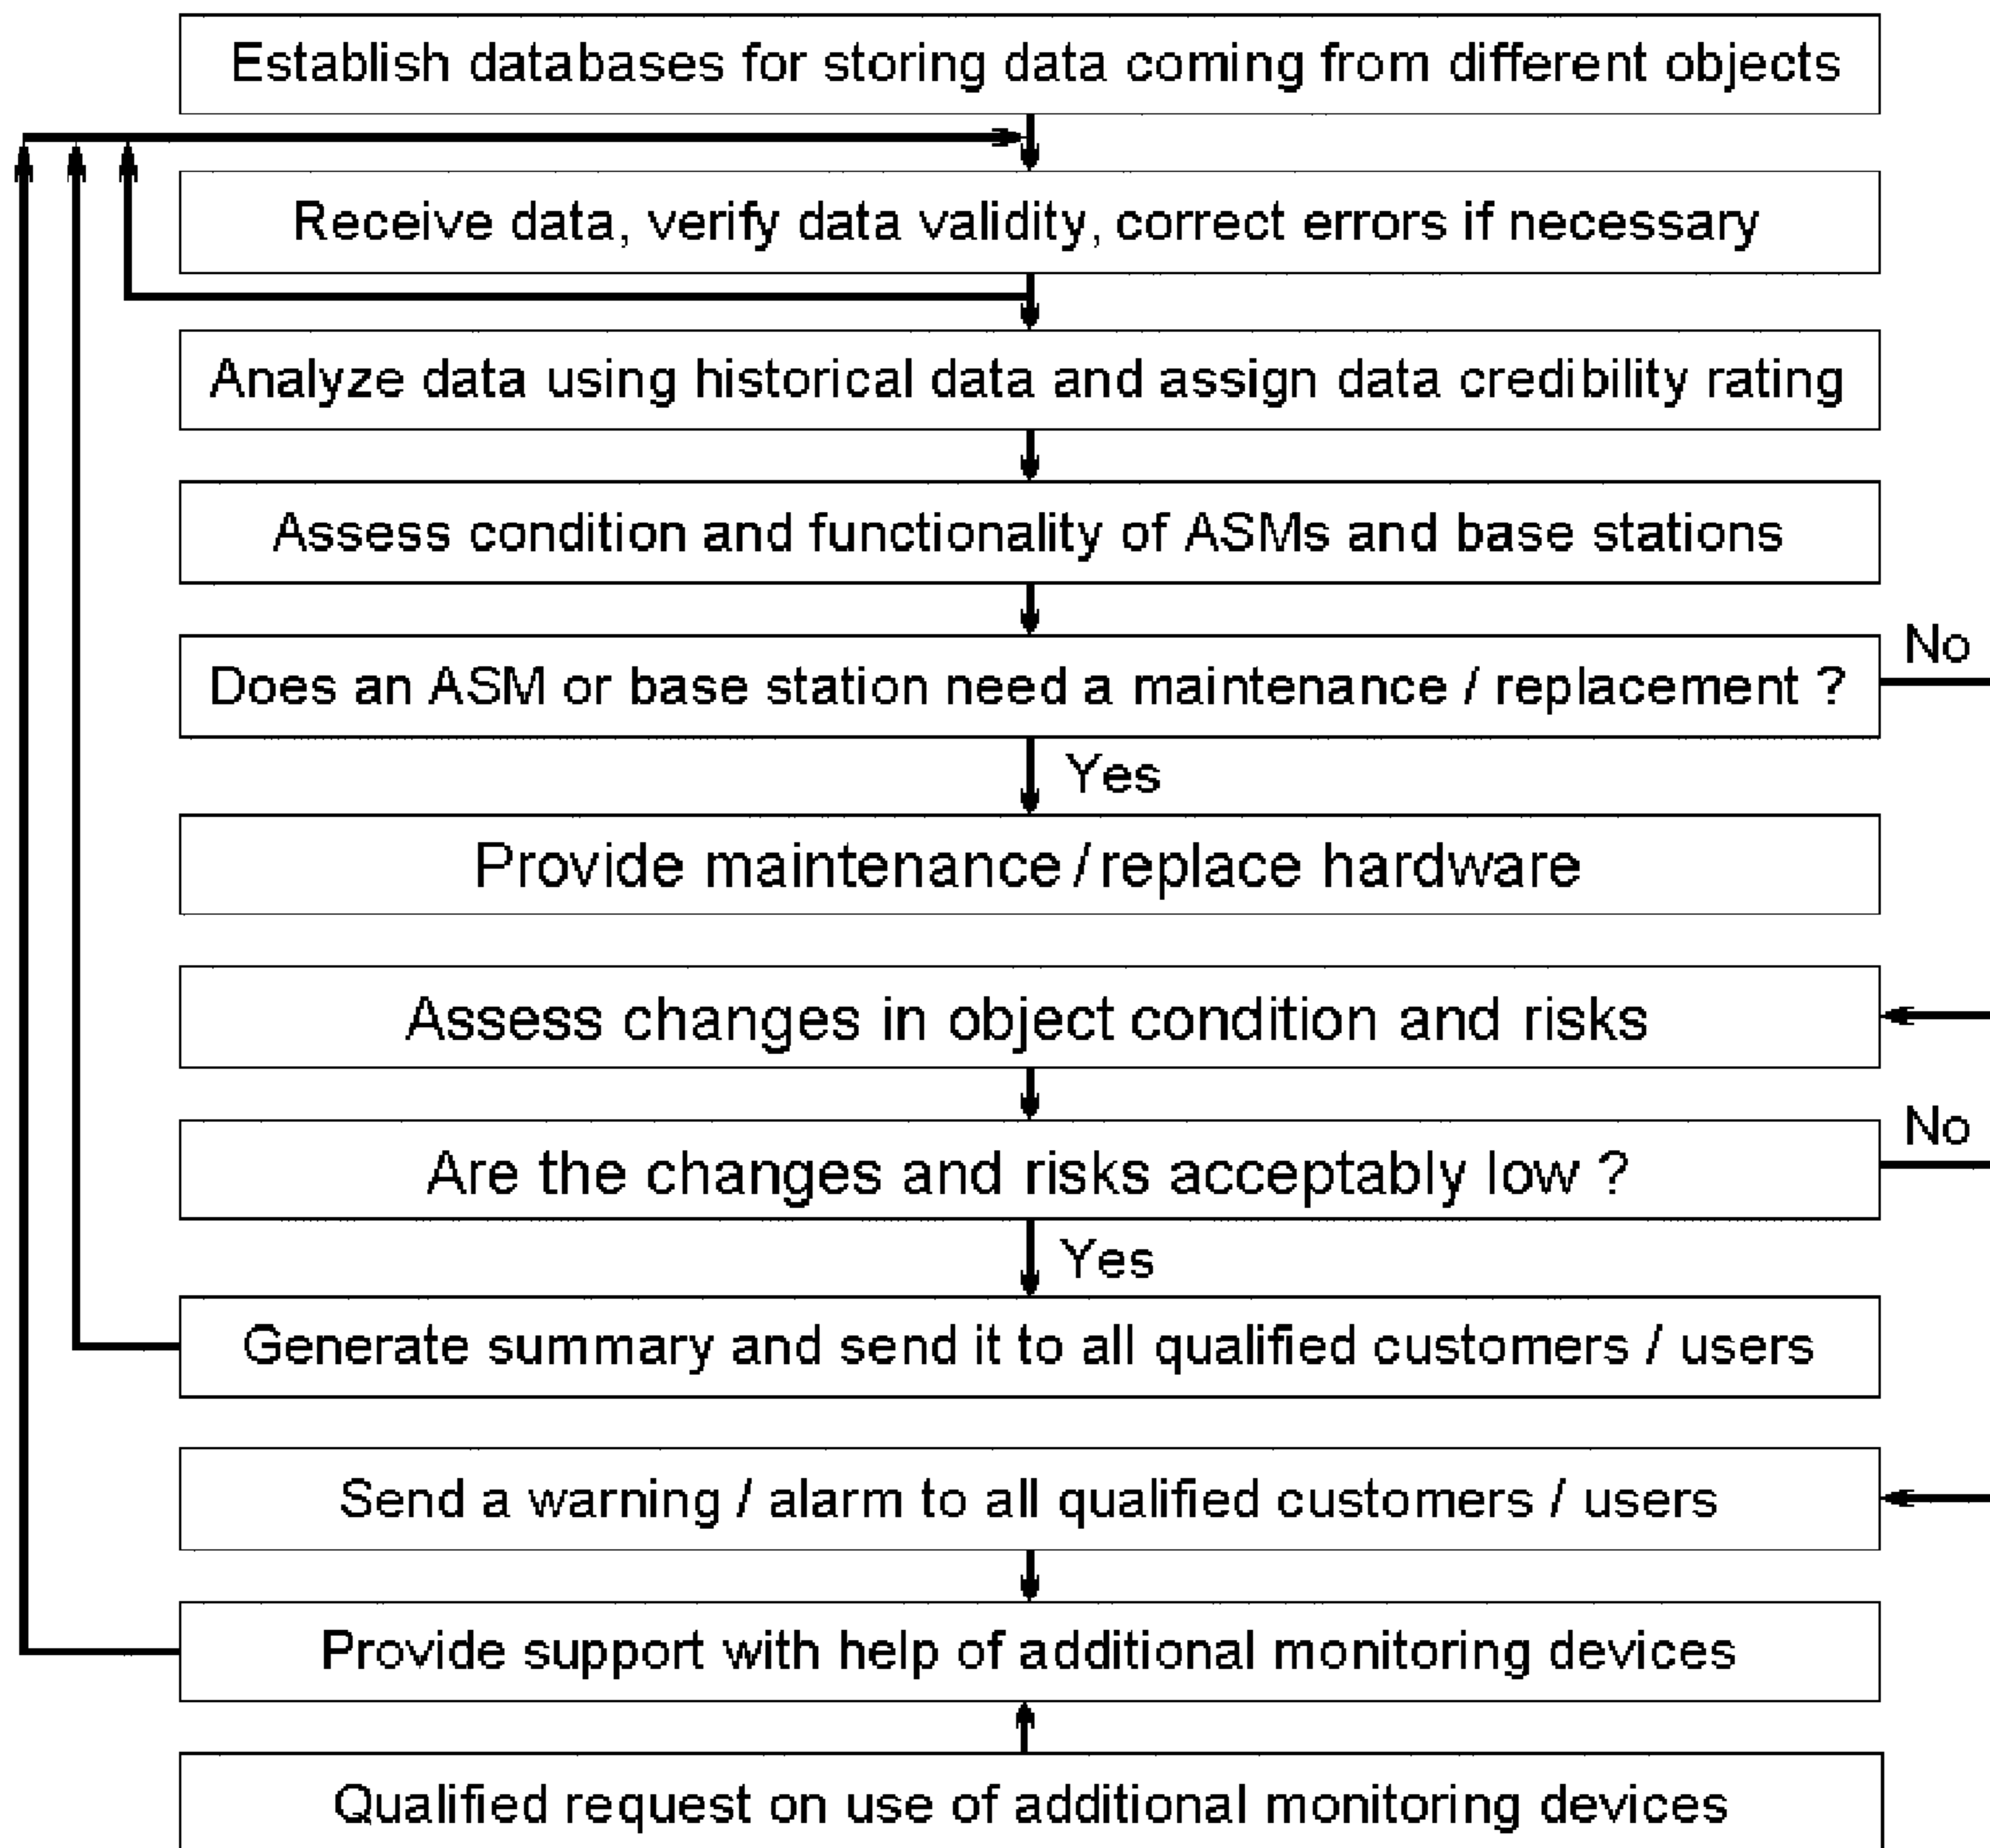 Establish databases for storing data coming from different objects
Receive data, verify data validity, correct errors if necessary
Analyze data using historical data and assign data credibility rating
Assess condition and functionality of ASMs and base stations
No
Does an ASM or base station need a maintenance / replacement ?
Yes
Provide maintenance / replace hardware
Assess changes in object condition and risks
No
Are the changes and risks acceptably low ?
Yes
Generate summary and send it to all qualified customers / users
Send a warning / alarm to all qualified customers / users
Provide support with help of additional monitoring devices
Qualified request on use of additional monitoring devices